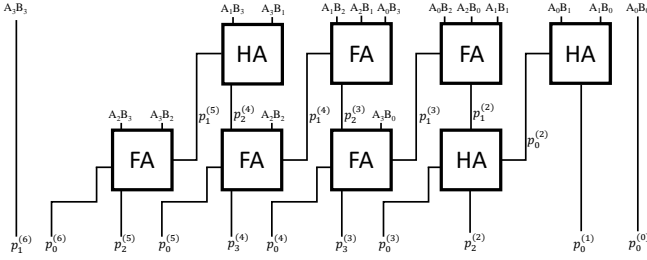 A₃B₃ A₁B₃ A₃B₁ A₁B₂ A₂B₁ A₀B₃ A₀B₂ A₂B₀ A₁B₁ A₀B₁ A₁B₀ A₀B₀
HA FA FA HA
p₁⁽⁵⁾ p₂⁽⁴⁾ p₁⁽⁴⁾ p₂⁽³⁾ p₁⁽³⁾ p₁⁽²⁾ p₀⁽²⁾
A₂B₃ A₃B₂ A₂B₂ A₃B₀
FA FA FA HA
p₁⁽⁶⁾ p₀⁽⁶⁾ p₂⁽⁵⁾ p₀⁽⁵⁾ p₃⁽⁴⁾ p₀⁽⁴⁾ p₃⁽³⁾ p₀⁽³⁾ p₂⁽²⁾ p₀⁽¹⁾ p₀⁽⁰⁾